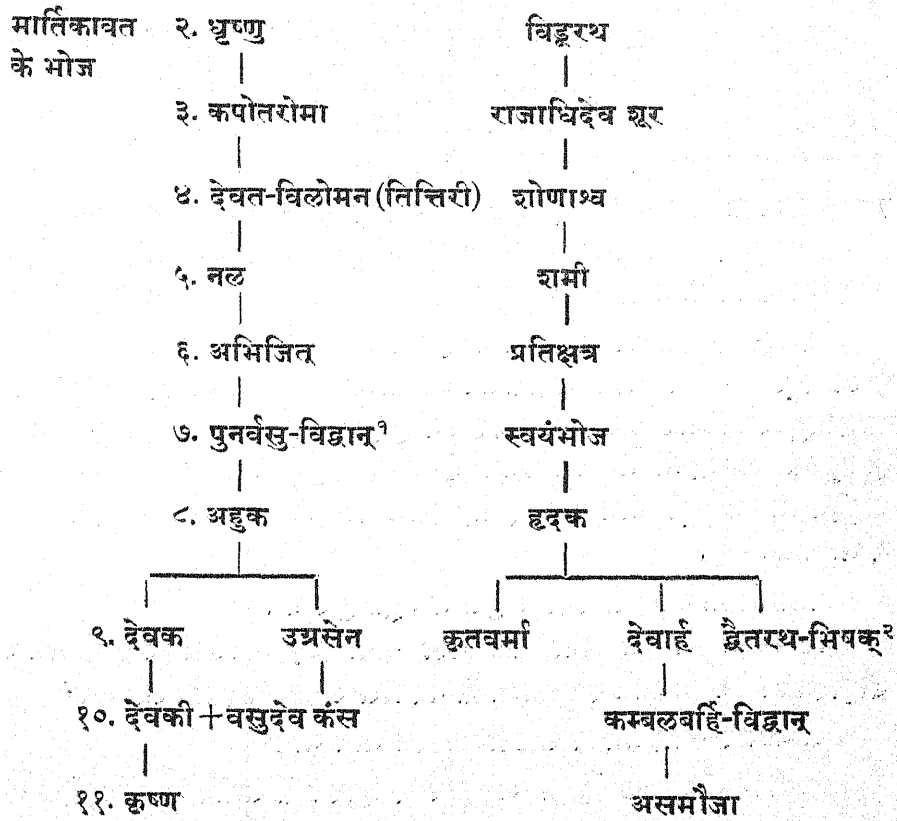 मार्तिकावत २. धृष्णु विडूरथ
के भोज
३. कपोतरोमा राजाधिदेव शूर
४. देवत-विलोमन (तित्तिरी) शोणाश्व
५. नल शमी
६. अभिजित् प्रतिक्षत्र
७. पुनर्वसु-विद्वान्¹ स्वयंभोज
८. अहुक हृदक
९. देवक उग्रसेन कृतवर्मा देवार्ह द्वैतरथ-भिषक्²
१०. देवकी + वसुदेव कंस कम्बलबर्हि-विद्वान्
११. कृष्ण असमौजा